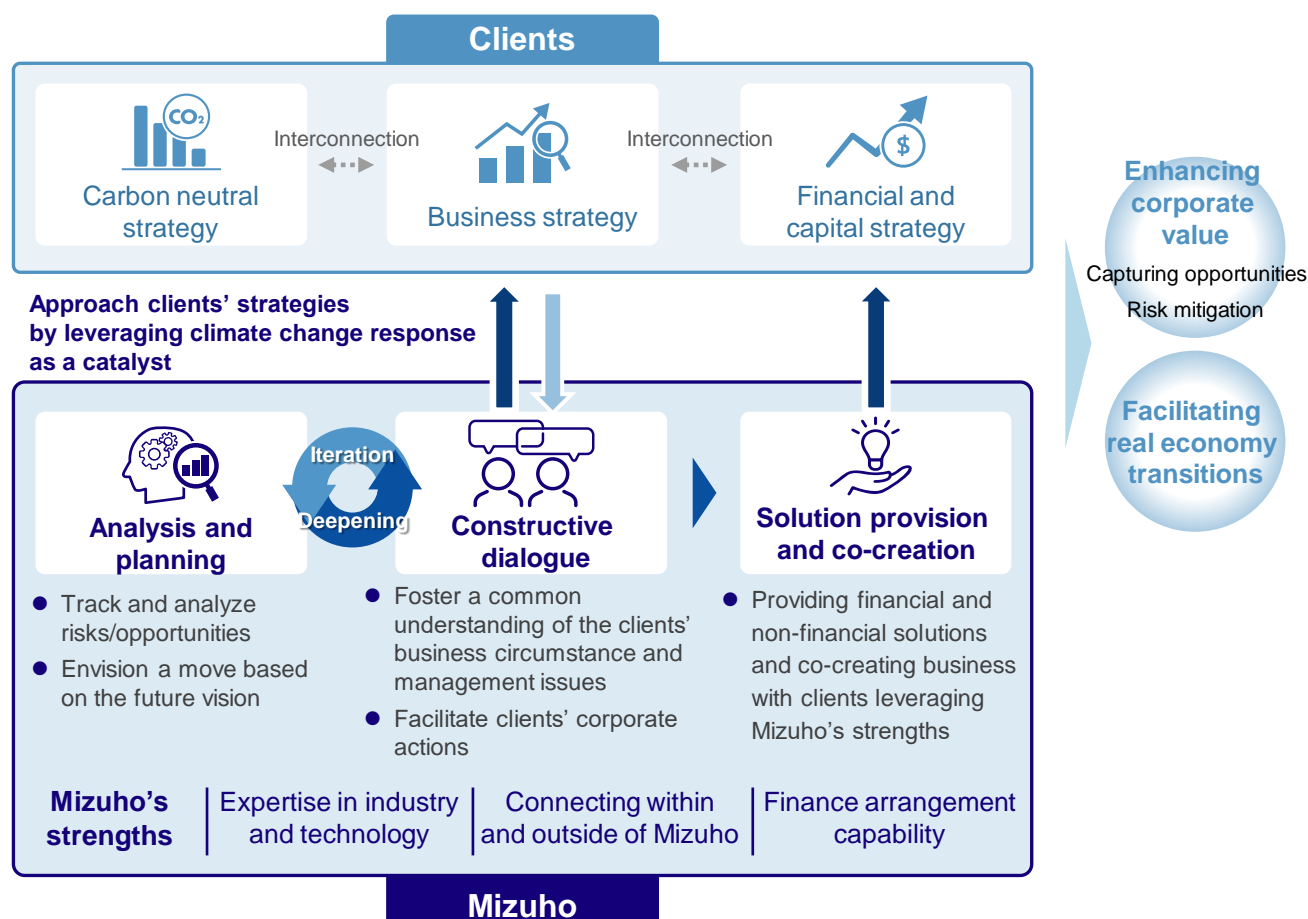 Clients
CO₂
Interconnection
Interconnection
$
Carbon neutral
strategy
Business strategy
Financial and
capital strategy
Approach clients’ strategies
by leveraging climate change response
as a catalyst
Iteration
Deepening
Analysis and
planning
Constructive
dialogue
Solution provision
and co-creation
● Track and analyze
risks/opportunities
● Envision a move based
on the future vision
● Foster a common
understanding of the clients’
business circumstance and
management issues
● Facilitate clients’ corporate
actions
● Providing financial and
non-financial solutions
and co-creating business
with clients leveraging
Mizuho’s strengths
Mizuho’s
strengths
Expertise in industry
and technology
Connecting within
and outside of Mizuho
Finance arrangement
capability
Mizuho
Enhancing
corporate
value
Capturing opportunities
Risk mitigation
Facilitating
real economy
transitions